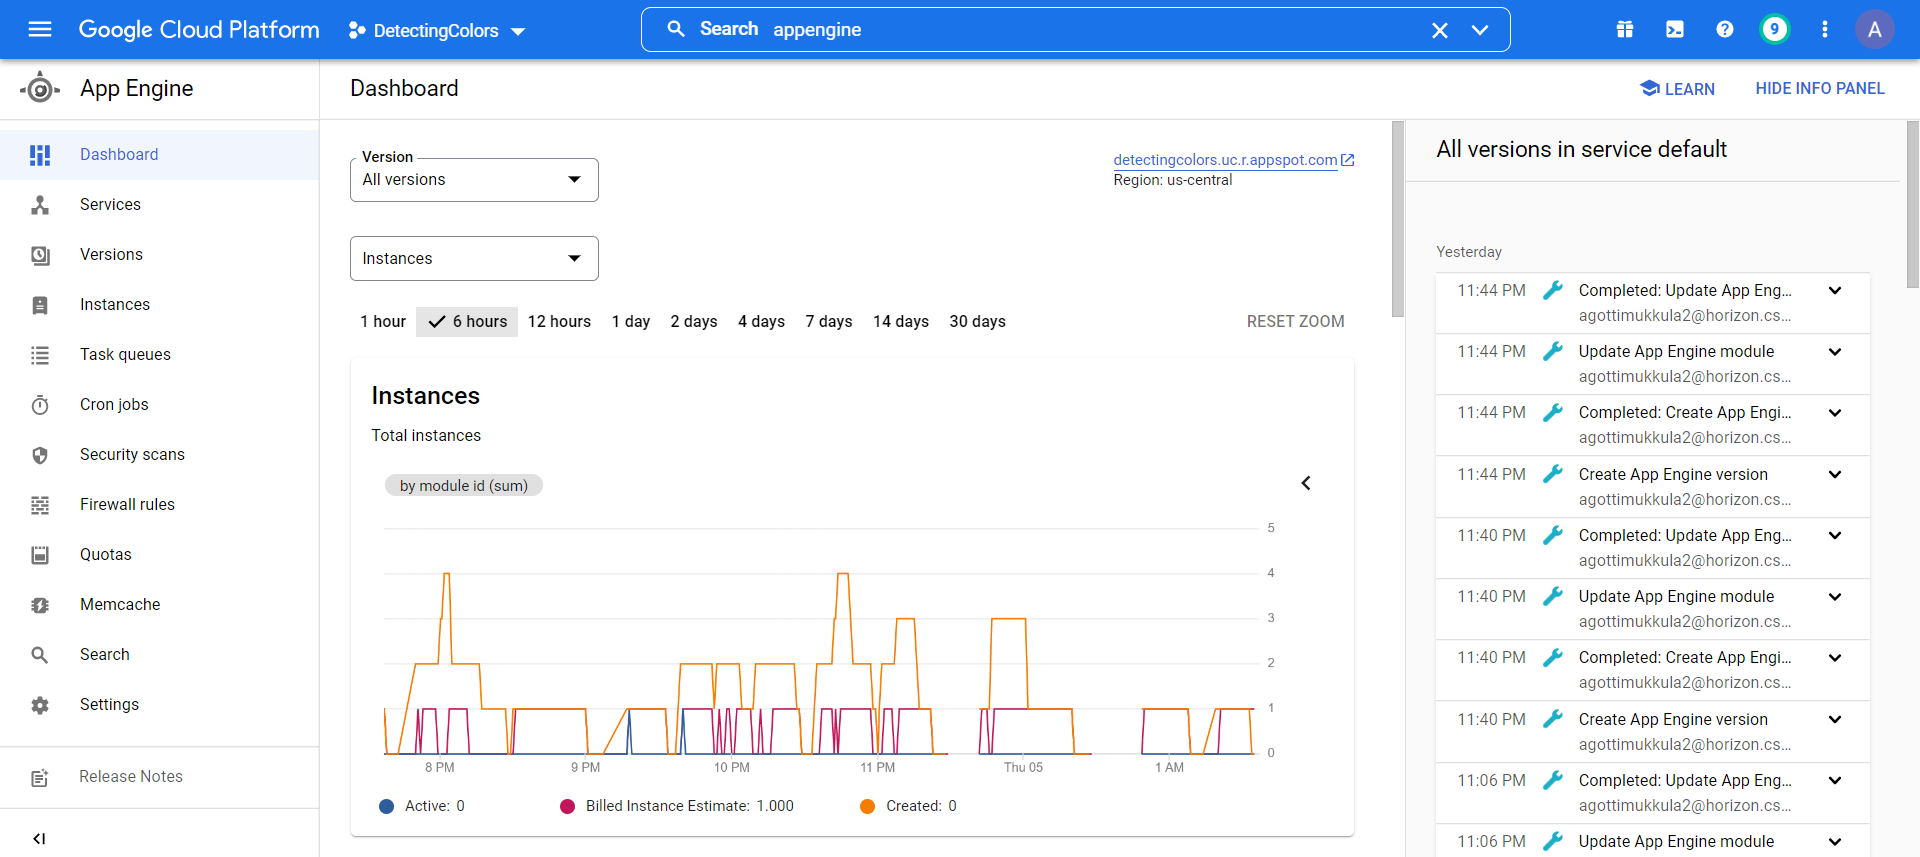 Google Cloud Platform
DetectingColors
Search appengine
9
A
App Engine
Dashboard
LEARN
HIDE INFO PANEL
Dashboard
Services
Versions
Instances
Task queues
Cron jobs
Security scans
Firewall rules
Quotas
Memcache
Search
Settings
Release Notes
Version
All versions
detectingcolors.uc.r.appspot.com
Region: us-central
Instances
1 hour 6 hours 12 hours 1 day 2 days 4 days 7 days 14 days 30 days
RESET ZOOM
Instances
Total instances
by module id (sum)
5
4
3
2
1
0
8 PM 9 PM 10 PM 11 PM Thu 05 1 AM
Active: 0 Billed Instance Estimate: 1.000 Created: 0
All versions in service default
Yesterday
11:44 PM Completed: Update App Eng...
agottimukkula2@horizon.cs...
11:44 PM Update App Engine module
agottimukkula2@horizon.cs...
11:44 PM Completed: Create App Engi...
agottimukkula2@horizon.cs...
11:44 PM Create App Engine version
agottimukkula2@horizon.cs...
11:40 PM Completed: Update App Eng...
agottimukkula2@horizon.cs...
11:40 PM Update App Engine module
agottimukkula2@horizon.cs...
11:40 PM Completed: Create App Engi...
agottimukkula2@horizon.cs...
11:40 PM Create App Engine version
agottimukkula2@horizon.cs...
11:06 PM Completed: Update App Eng...
agottimukkula2@horizon.cs...
11:06 PM Update App Engine module